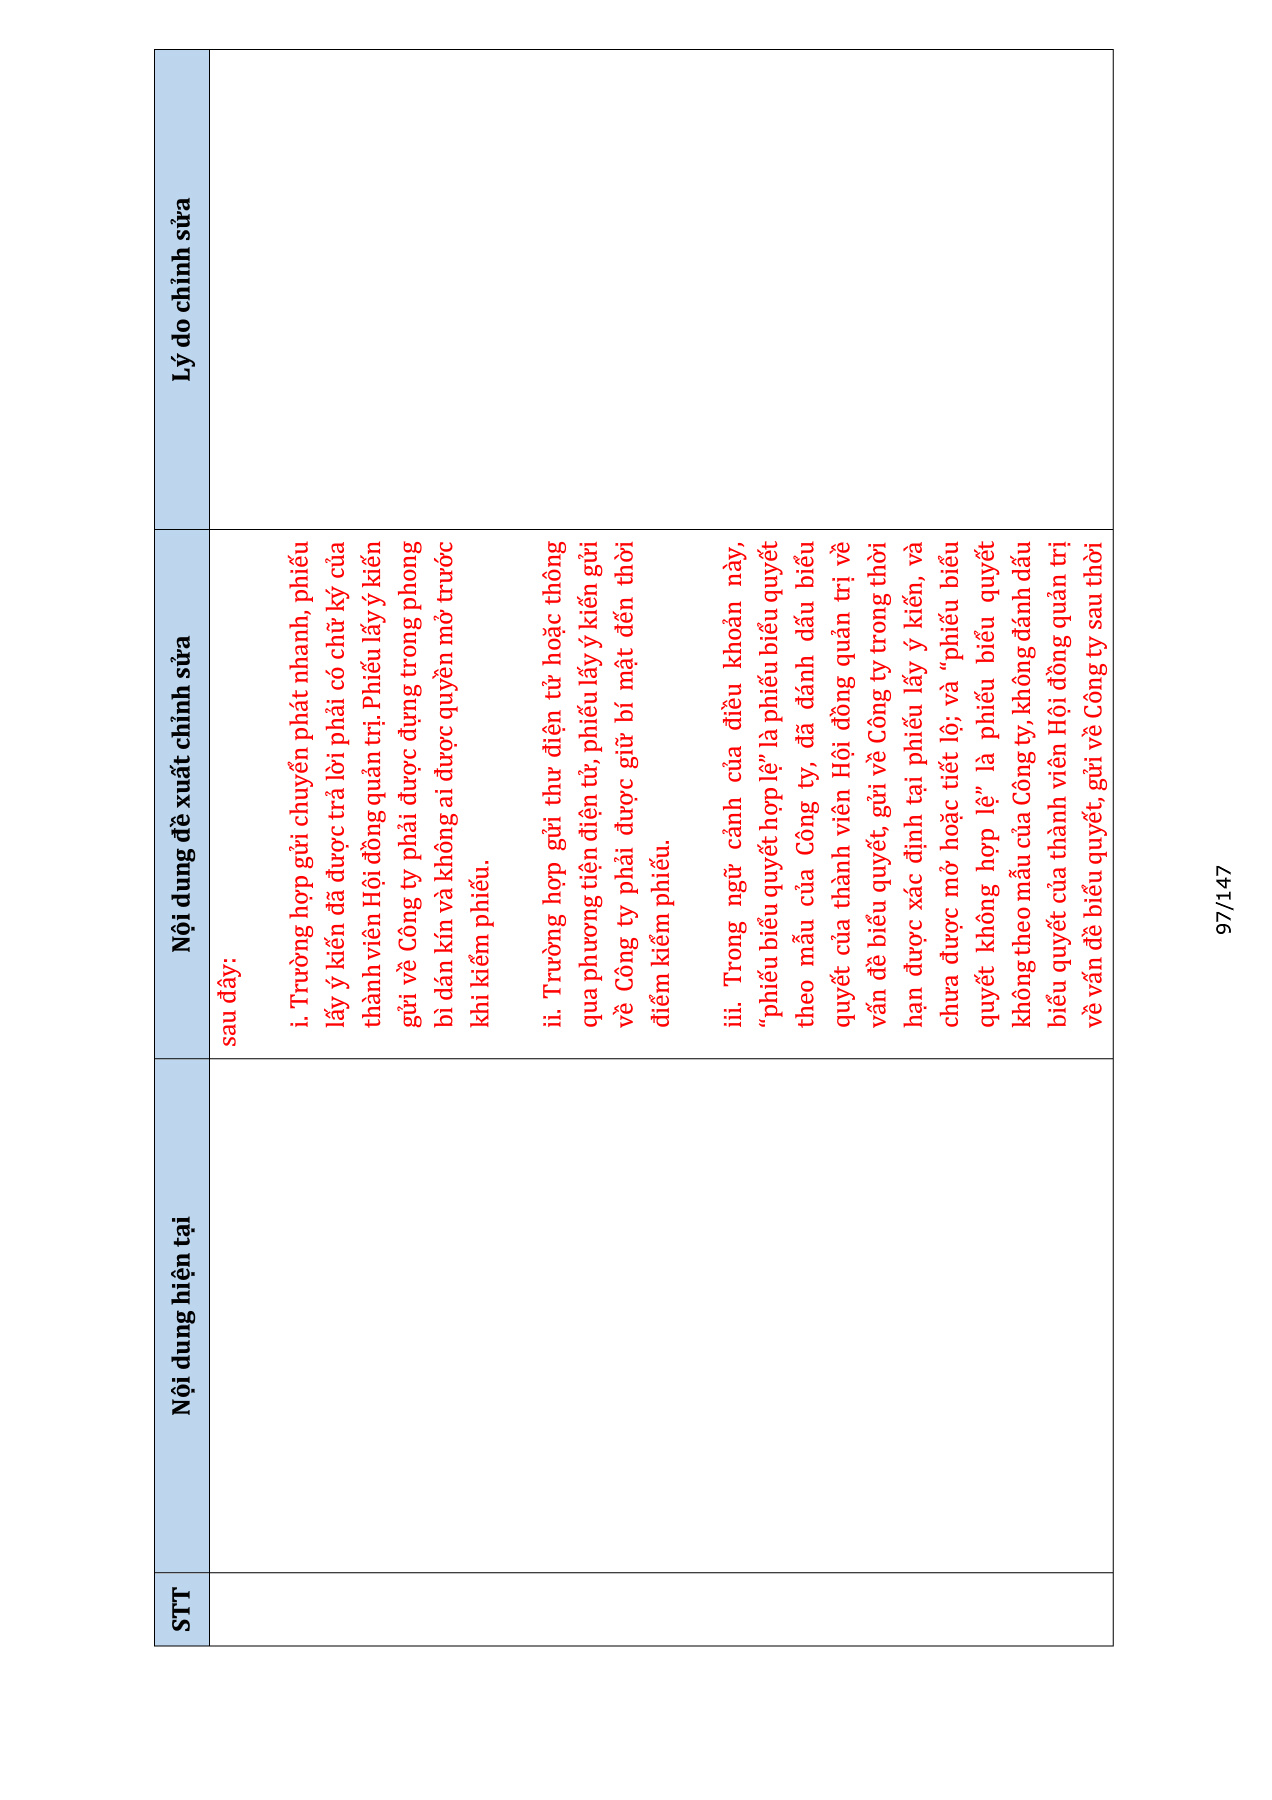 STT
Nội dung hiện tại
Nội dung đề xuất chỉnh sửa
Lý do chỉnh sửa
sau đây:
i. Trường hợp gửi chuyển phát nhanh, phiếu
lấy ý kiến đã được trả lời phải có chữ ký của
thành viên Hội đồng quản trị. Phiếu lấy ý kiến
gửi về Công ty phải được đựng trong phong
bì dán kín và không ai được quyền mở trước
khi kiểm phiếu.
ii. Trường hợp gửi thư điện tử hoặc thông
qua phương tiện điện tử, phiếu lấy ý kiến gửi
về Công ty phải được giữ bí mật đến thời
điểm kiểm phiếu.
iii. Trong ngữ cảnh của điều khoản này,
“phiếu biểu quyết hợp lệ” là phiếu biểu quyết
theo mẫu của Công ty, đã đánh dấu biểu
quyết của thành viên Hội đồng quản trị về
vấn đề biểu quyết, gửi về Công ty trong thời
hạn được xác định tại phiếu lấy ý kiến, và
chưa được mở hoặc tiết lộ; và “phiếu biểu
quyết không hợp lệ” là phiếu biểu quyết
không theo mẫu của Công ty, không đánh dấu
biểu quyết của thành viên Hội đồng quản trị
về vấn đề biểu quyết, gửi về Công ty sau thời
97/147